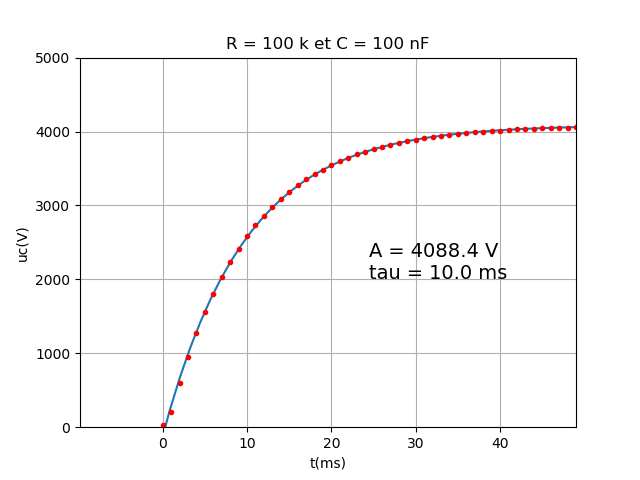 R = 100 k et C = 100 nF
5000
4000
3000
2000
1000
0
uc(V)
A = 4088.4 V
tau = 10.0 ms
0 10 20 30 40
t(ms)